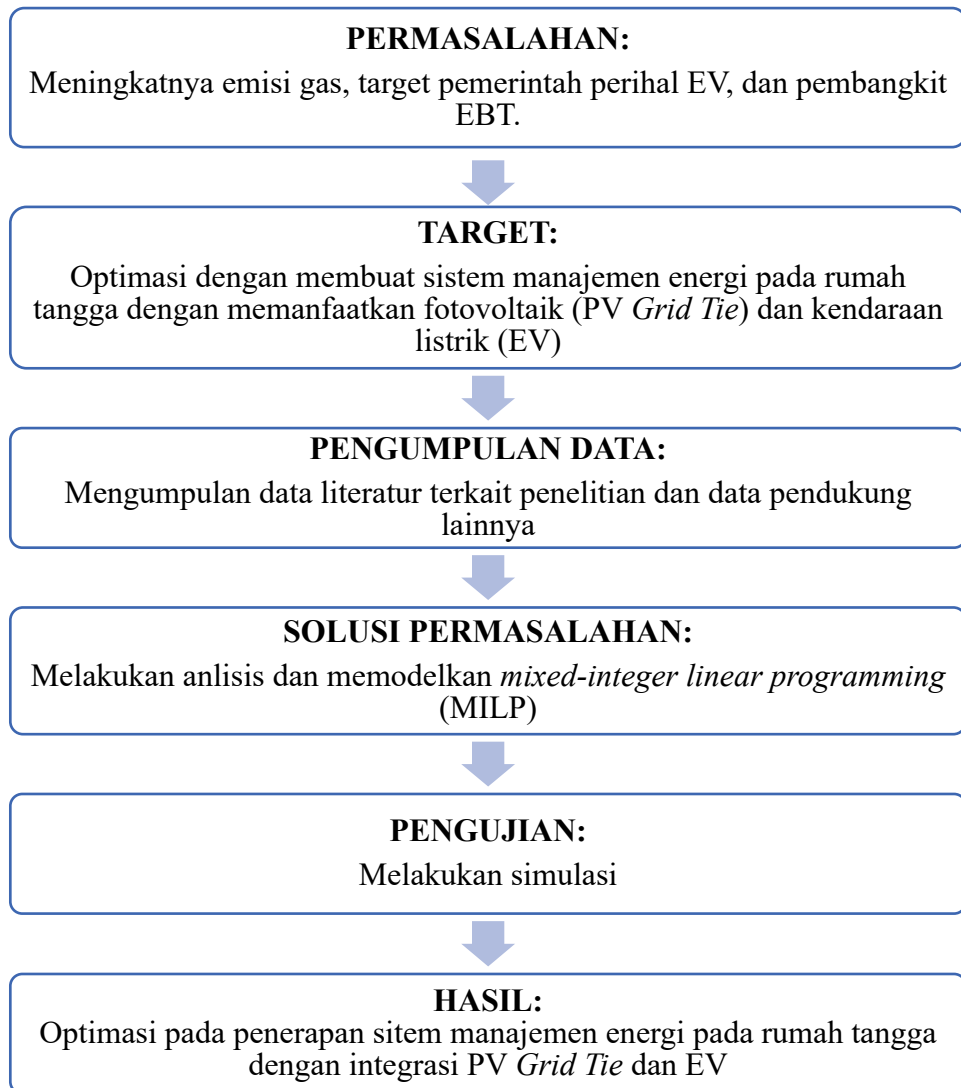 PERMASALAHAN:
Meningkatnya emisi gas, target pemerintah perihal EV, dan pembangkit
EBT.
TARGET:
Optimasi dengan membuat sistem manajemen energi pada rumah
tangga dengan memanfaatkan fotovoltaik (PV Grid Tie) dan kendaraan
listrik (EV)
PENGUMPULAN DATA:
Mengumpulan data literatur terkait penelitian dan data pendukung
lainnya
SOLUSI PERMASALAHAN:
Melakukan anlisis dan memodelkan mixed-integer linear programming
(MILP)
PENGUJIAN:
Melakukan simulasi
HASIL:
Optimasi pada penerapan sitem manajemen energi pada rumah tangga
dengan integrasi PV Grid Tie dan EV